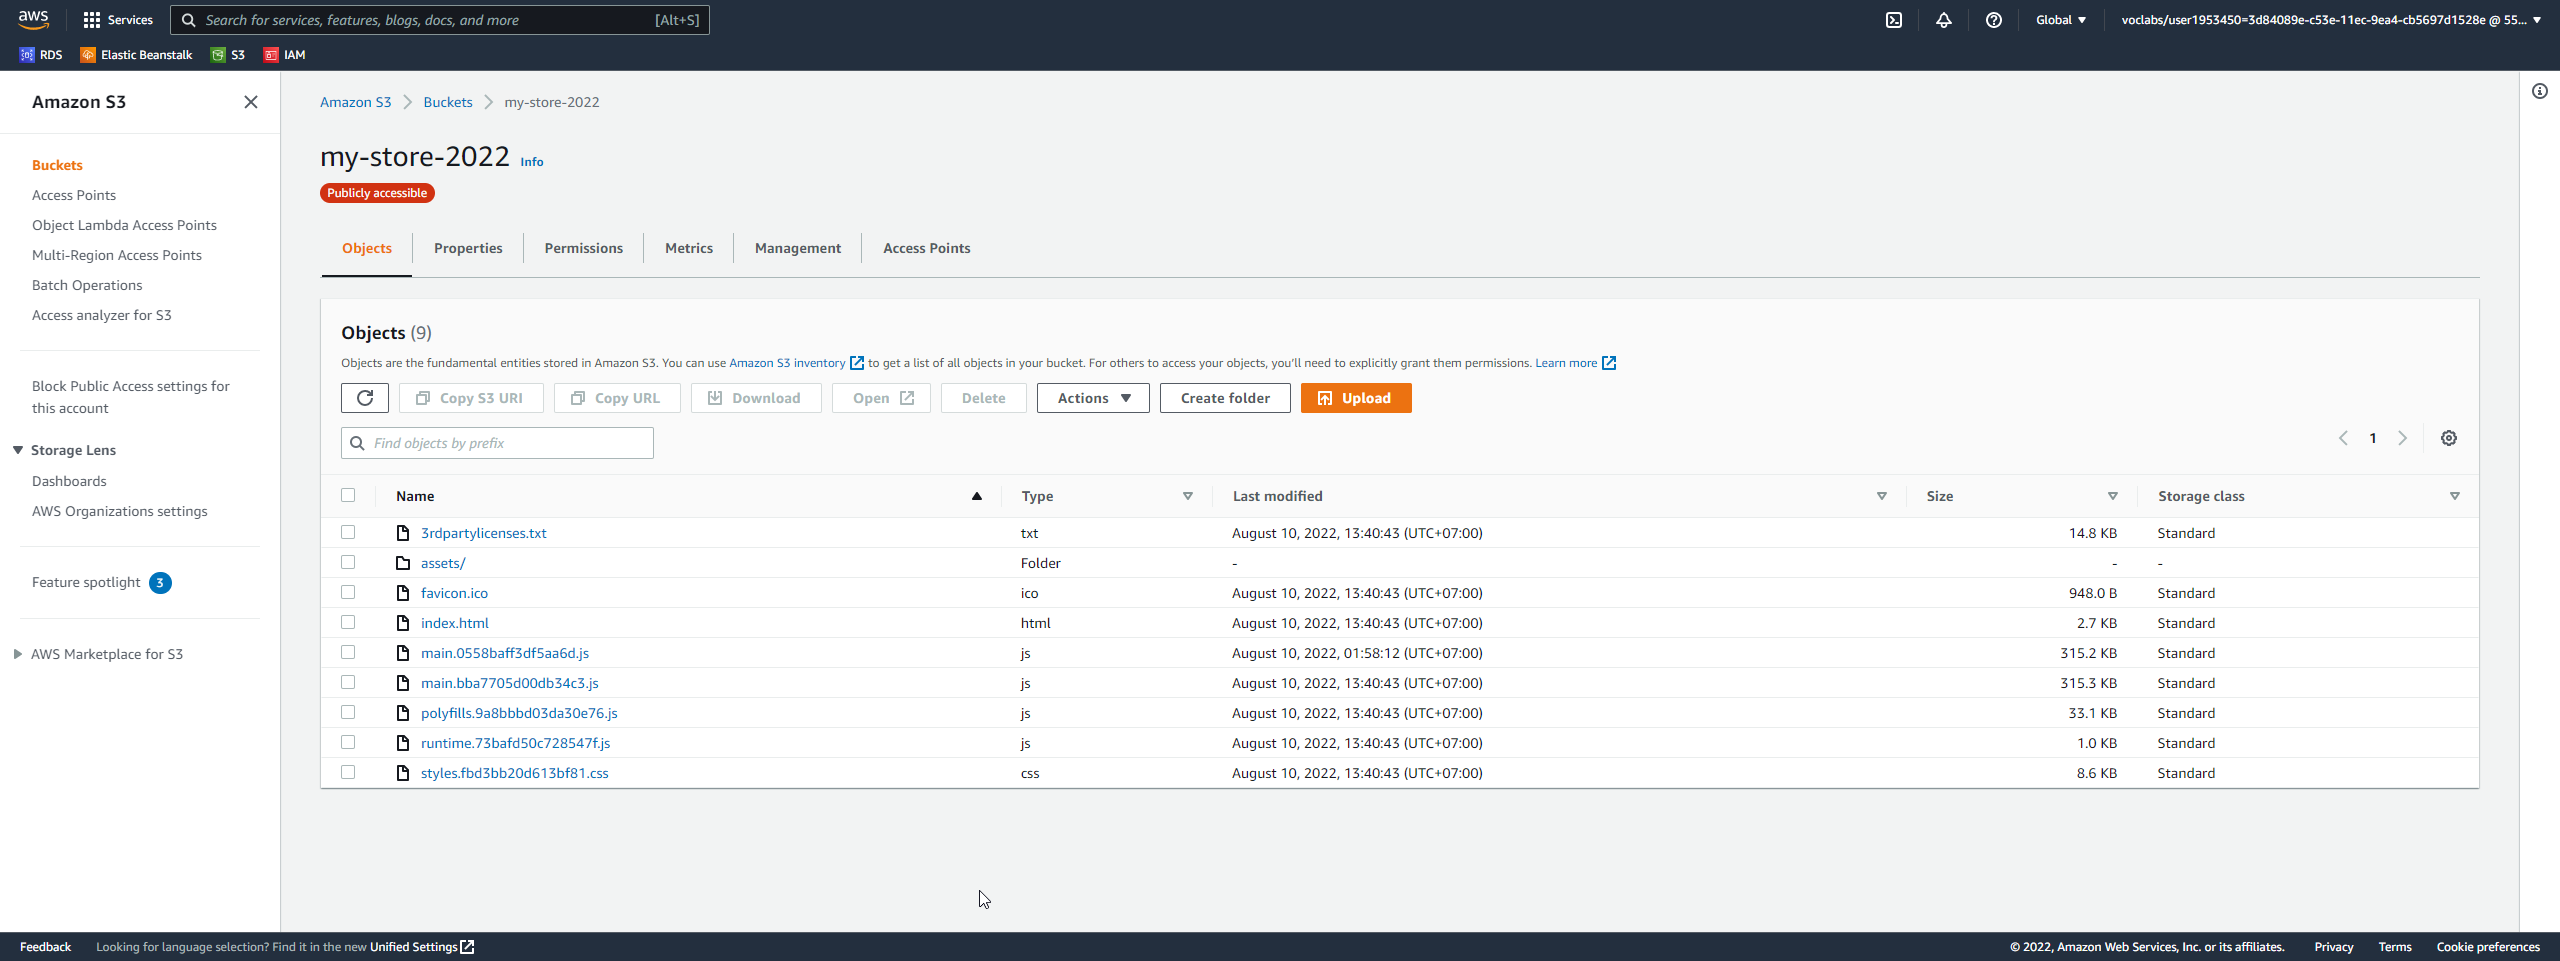 aws Services Search for services, features, blogs, docs, and more [Alt+S] Global voclabs/user1953450=3d84089e-c53e-11ec-9ea4-cb5697d1528e @ 55...
RDS Elastic Beanstalk S3 IAM
Amazon S3
Buckets
Access Points
Object Lambda Access Points
Multi-Region Access Points
Batch Operations
Access analyzer for S3
Block Public Access settings for
this account
Storage Lens
Dashboards
AWS Organizations settings
Feature spotlight 3
AWS Marketplace for S3
Amazon S3 Buckets my-store-2022
my-store-2022 Info
Publicly accessible
Objects Properties Permissions Metrics Management Access Points
Objects (9)
Objects are the fundamental entities stored in Amazon S3. You can use Amazon S3 inventory to get a list of all objects in your bucket. For others to access your objects, you'll need to explicitly grant them permissions. Learn more
Copy S3 URI Copy URL Download Open Delete Actions Create folder Upload
Find objects by prefix 1
Name Type Last modified Size Storage class
3rdpartylicenses.txt txt August 10, 2022, 13:40:43 (UTC+07:00) 14.8 KB Standard
assets/ Folder - - -
favicon.ico ico August 10, 2022, 13:40:43 (UTC+07:00) 948.0 B Standard
index.html html August 10, 2022, 13:40:43 (UTC+07:00) 2.7 KB Standard
main.0558baff3df5aa6d.js js August 10, 2022, 01:58:12 (UTC+07:00) 315.2 KB Standard
main.bba7705d00db34c3.js js August 10, 2022, 13:40:43 (UTC+07:00) 315.3 KB Standard
polyfills.9a8bbbd03da30e76.js js August 10, 2022, 13:40:43 (UTC+07:00) 33.1 KB Standard
runtime.73bafd50c728547f.js js August 10, 2022, 13:40:43 (UTC+07:00) 1.0 KB Standard
styles.fbd3bb20d613bf81.css css August 10, 2022, 13:40:43 (UTC+07:00) 8.6 KB Standard
Feedback Looking for language selection? Find it in the new Unified Settings © 2022, Amazon Web Services, Inc. or its affiliates. Privacy Terms Cookie preferences